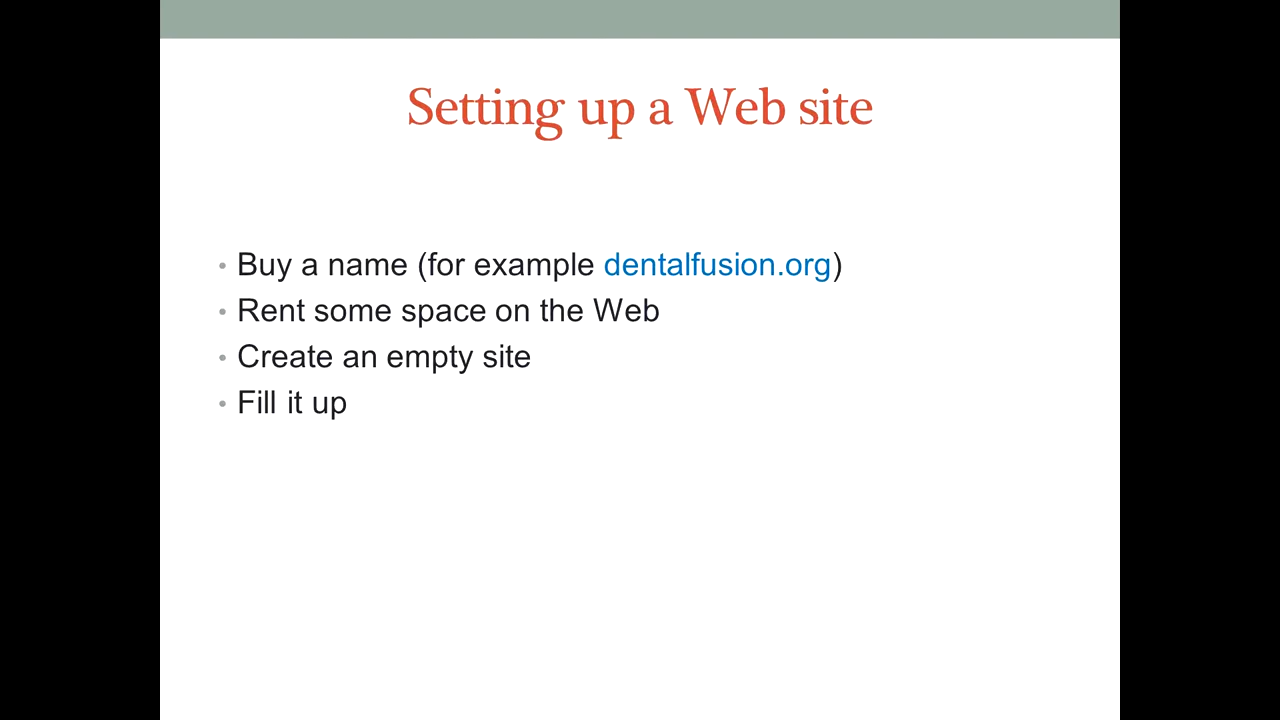 Setting up a Web site
• Buy a name (for example dentalfusion.org)
• Rent some space on the Web
• Create an empty site
• Fill it up